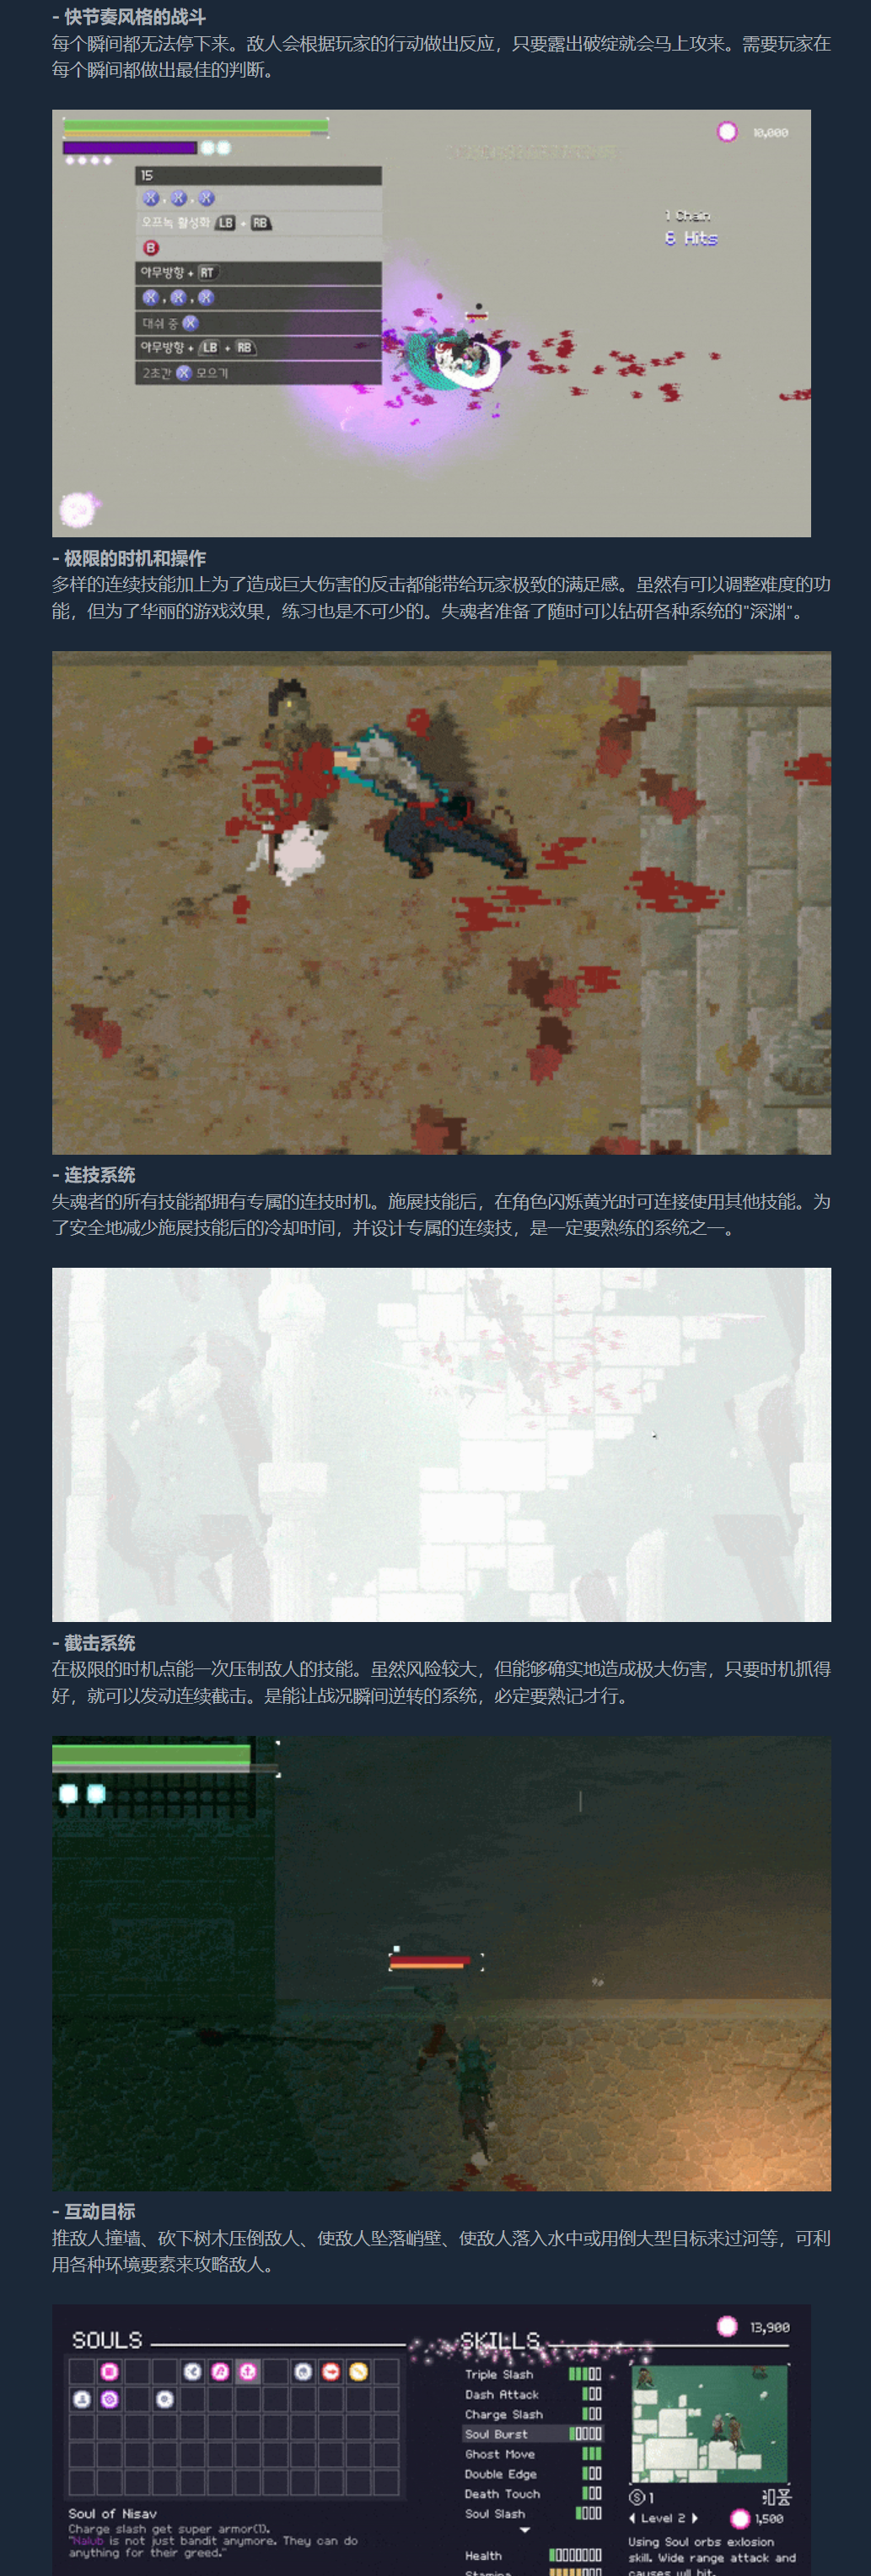 - 快节奏风格的战斗
每个瞬间都无法停下来。敌人会根据玩家的行动做出反应，只要露出破绽就会马上攻来。需要玩家在
每个瞬间都做出最佳的判断。
10,000
15
X , X , X
1 Chain
오프녹 활성화 LB + RB
6 Hits
B
아무방향 + RT
X , X , X
대쉬 중 X
아무방향 + LB + RB
2초간 X 모으기
- 极限的时机和操作
多样的连续技能加上为了造成巨大伤害的反击都能带给玩家极致的满足感。虽然有可以调整难度的功
能，但为了华丽的游戏效果，练习也是不可少的。失魂者准备了随时可以钻研各种系统的"深渊"。
- 连技系统
失魂者的所有技能都拥有专属的连技时机。施展技能后，在角色闪烁黄光时可连接使用其他技能。为
了安全地减少施展技能后的冷却时间，并设计专属的连续技，是一定要熟练的系统之一。
- 截击系统
在极限的时机点能一次压制敌人的技能。虽然风险较大，但能够确实地造成极大伤害，只要时机抓得
好，就可以发动连续截击。是能让战况瞬间逆转的系统，必定要熟记才行。
- 互动目标
推敌人撞墙、砍下树木压倒敌人、使敌人坠落峭壁、使敌人落入水中或用倒大型目标来过河等，可利
用各种环境要素来攻略敌人。
13,900
SOULS
SKILLS
Triple Slash
Dash Attack
Charge Slash
Soul Burst
Ghost Move
Double Edge
Death Touch
Soul Slash
Health
Stamina
S 1
Level 2
1,500
Using Soul orbs exlosion
skill. Wide range attack and
causes will hit.
Soul of Nisav
Charge slash get super armor(1).
"Nalub is not just bandit anymore. They can do
anything for their greed."